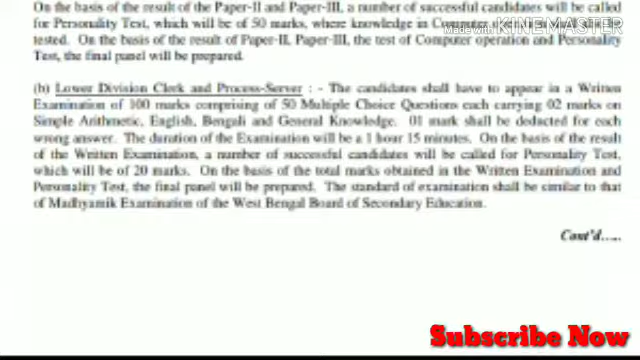 On the basis of the result of the Paper-II and Paper-III, a number of successful candidates will be called
for Personality Test, which will be of 50 marks, where knowledge in Computer
tested. On the basis of the result of Paper-II, Paper-III, the test of Computer operation and Personality
Test, the final panel will be prepared.
Made with KINEMASTER
(b) Lower Division Clerk and Process-Server : - The candidates shall have to appear in a Written
Examination of 100 marks comprising of 50 Multiple Choice Questions each carrying 02 marks on
Simple Arithmetic, English, Bengali and General Knowledge. 01 mark shall be deducted for each
wrong answer. The duration of the Examination will be a 1 hour 15 minutes. On the basis of the result
of the Written Examination, a number of successful candidates will be called for Personality Test,
which will be of 20 marks. On the basis of the total marks obtained in the Written Examination and
Personality Test, the final panel will be prepared. The standard of examination shall be similar to that
of Madhyamik Examination of the West Bengal Board of Secondary Education.
Cont'd.....
Subscribe Now